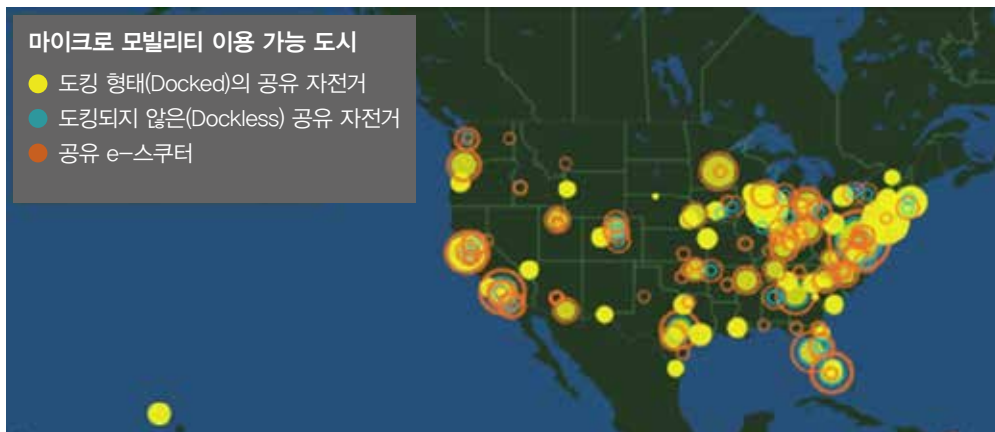 마이크로 모빌리티 이용 가능 도시
도킹 형태(Docked)의 공유 자전거
도킹되지 않은(Dockless) 공유 자전거
공유 e-스쿠터